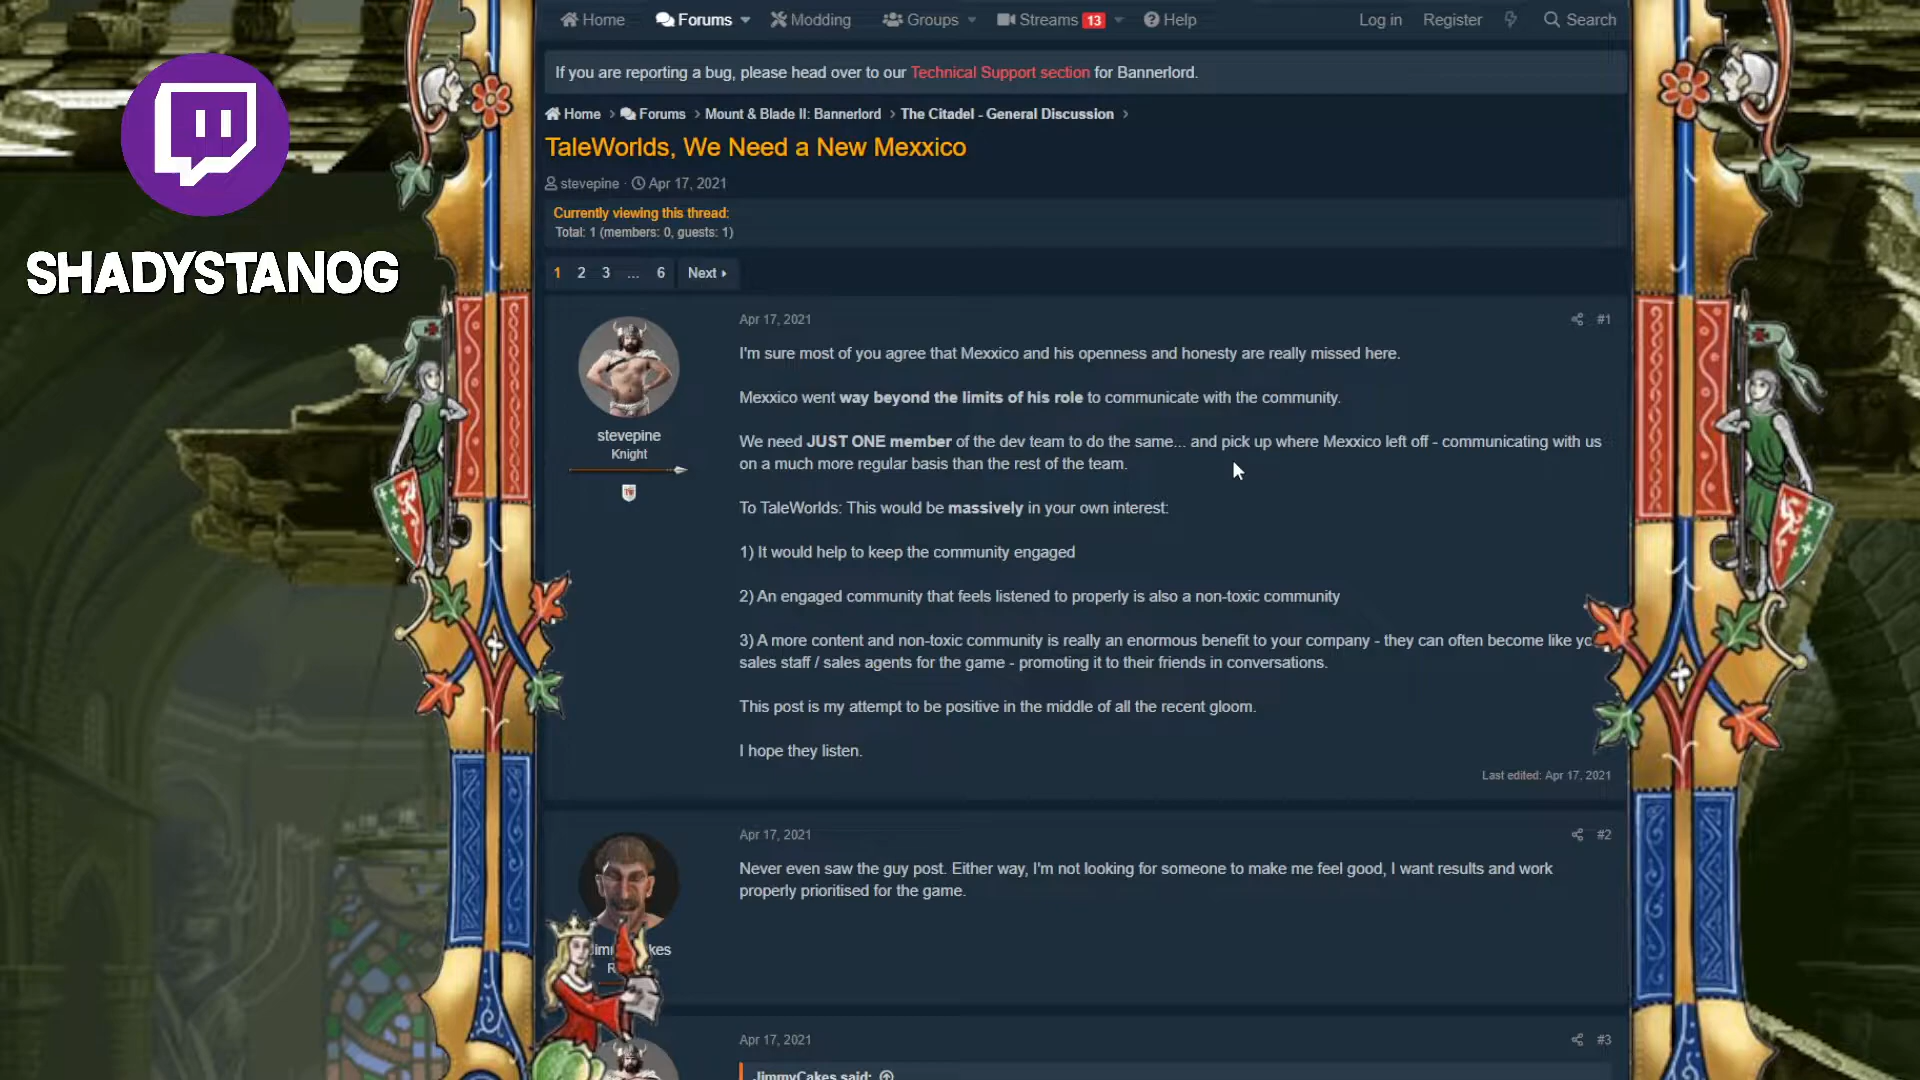 Home Forums Modding Groups Streams 13 Help Log in Register Search
SHADYSTANOG
If you are reporting a bug, please head over to our Technical Support section for Bannerlord.
Home > Forums > Mount & Blade II: Bannerlord > The Citadel - General Discussion >
TaleWorlds, We Need a New Mexxico
stevepine · Apr 17, 2021
Currently viewing this thread:
Total: 1 (members: 0, guests: 1)
1 2 3 ... 6 Next
Apr 17, 2021 #1
stevepine
Knight
I'm sure most of you agree that Mexxico and his openness and honesty are really missed here.
Mexxico went way beyond the limits of his role to communicate with the community.
We need JUST ONE member of the dev team to do the same... and pick up where Mexxico left off - communicating with us
on a much more regular basis than the rest of the team.
To TaleWorlds: This would be massively in your own interest:
1) It would help to keep the community engaged
2) An engaged community that feels listened to properly is also a non-toxic community
3) A more content and non-toxic community is really an enormous benefit to your company - they can often become like
sales staff / sales agents for the game - promoting it to their friends in conversations.
This post is my attempt to be positive in the middle of all the recent gloom.
I hope they listen.
Last edited: Apr 17, 2021
Apr 17, 2021 #2
Never even saw the guy post. Either way, I'm not looking for someone to make me feel good, I want results and work
properly prioritised for the game.
Apr 17, 2021 #3
JimmyCakes said: